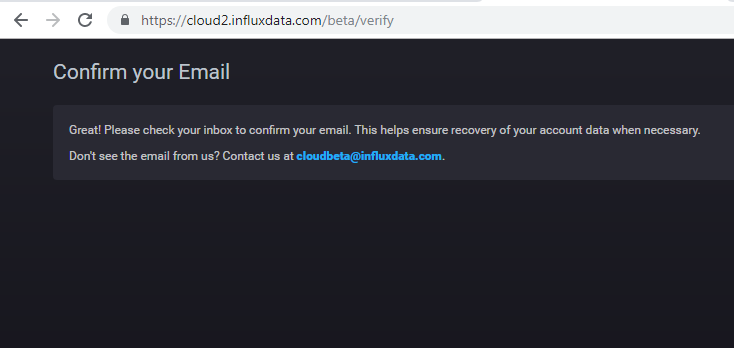 https://cloud2.influxdata.com/beta/verify
Confirm your Email
Great! Please check your inbox to confirm your email. This helps ensure recovery of your account data when necessary.
Don't see the email from us? Contact us at cloudbeta@influxdata.com.